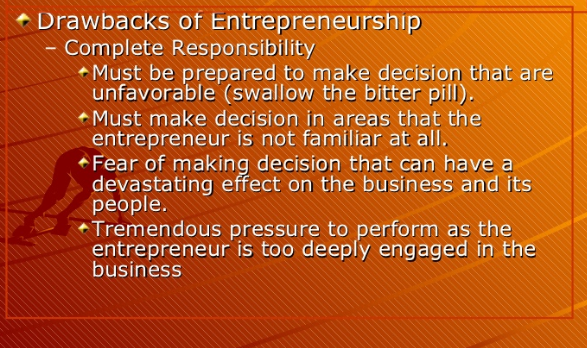 Drawbacks of Entrepreneurship
– Complete Responsibility
Must be prepared to make decision that are
unfavorable (swallow the bitter pill).
Must make decision in areas that the
entrepreneur is not familiar at all.
Fear of making decision that can have a
devastating effect on the business and its
people.
Tremendous pressure to perform as the
entrepreneur is too deeply engaged in the
business